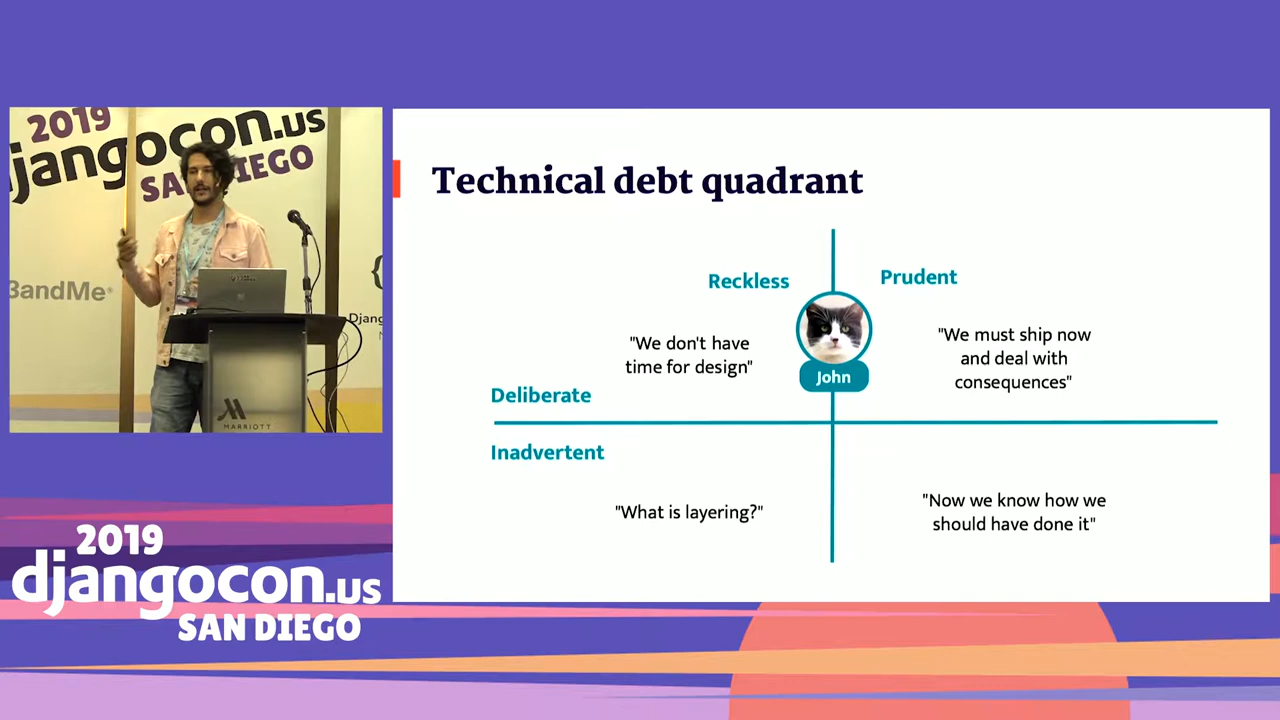 2019
djangocon.us
SAN DIEGO
3andMe
Djang
MARRIOTT
Technical debt quadrant
Reckless
Prudent
"We don't have
time for design"
"We must ship now
and deal with
consequences"
John
Deliberate
Inadvertent
"What is layering?"
"Now we know how we
should have done it"
2019
djangocon.us
SAN DIEGO